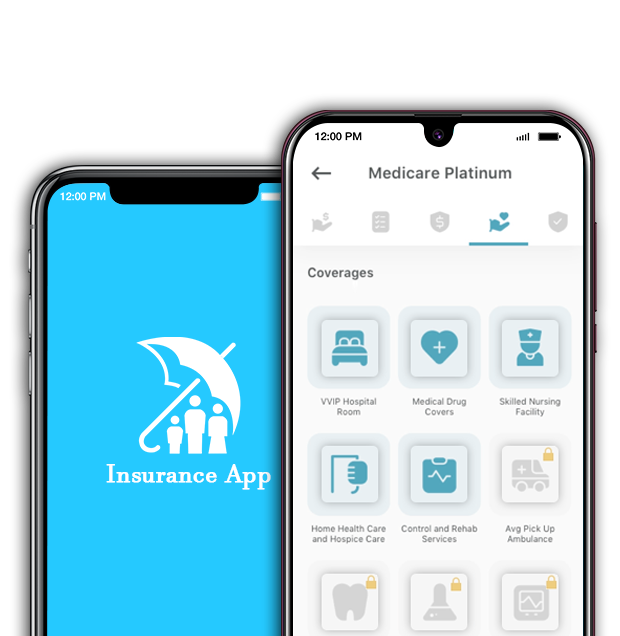 12:00 PM
Insurance App
12:00 PM
Medicare Platinum
Coverages
VVIP Hospital
Room
Medical Drug
Covers
Skilled Nursing
Facility
Home Health Care
and Hospice Care
Control and Rehab
Services
Avg Pick Up
Ambulance